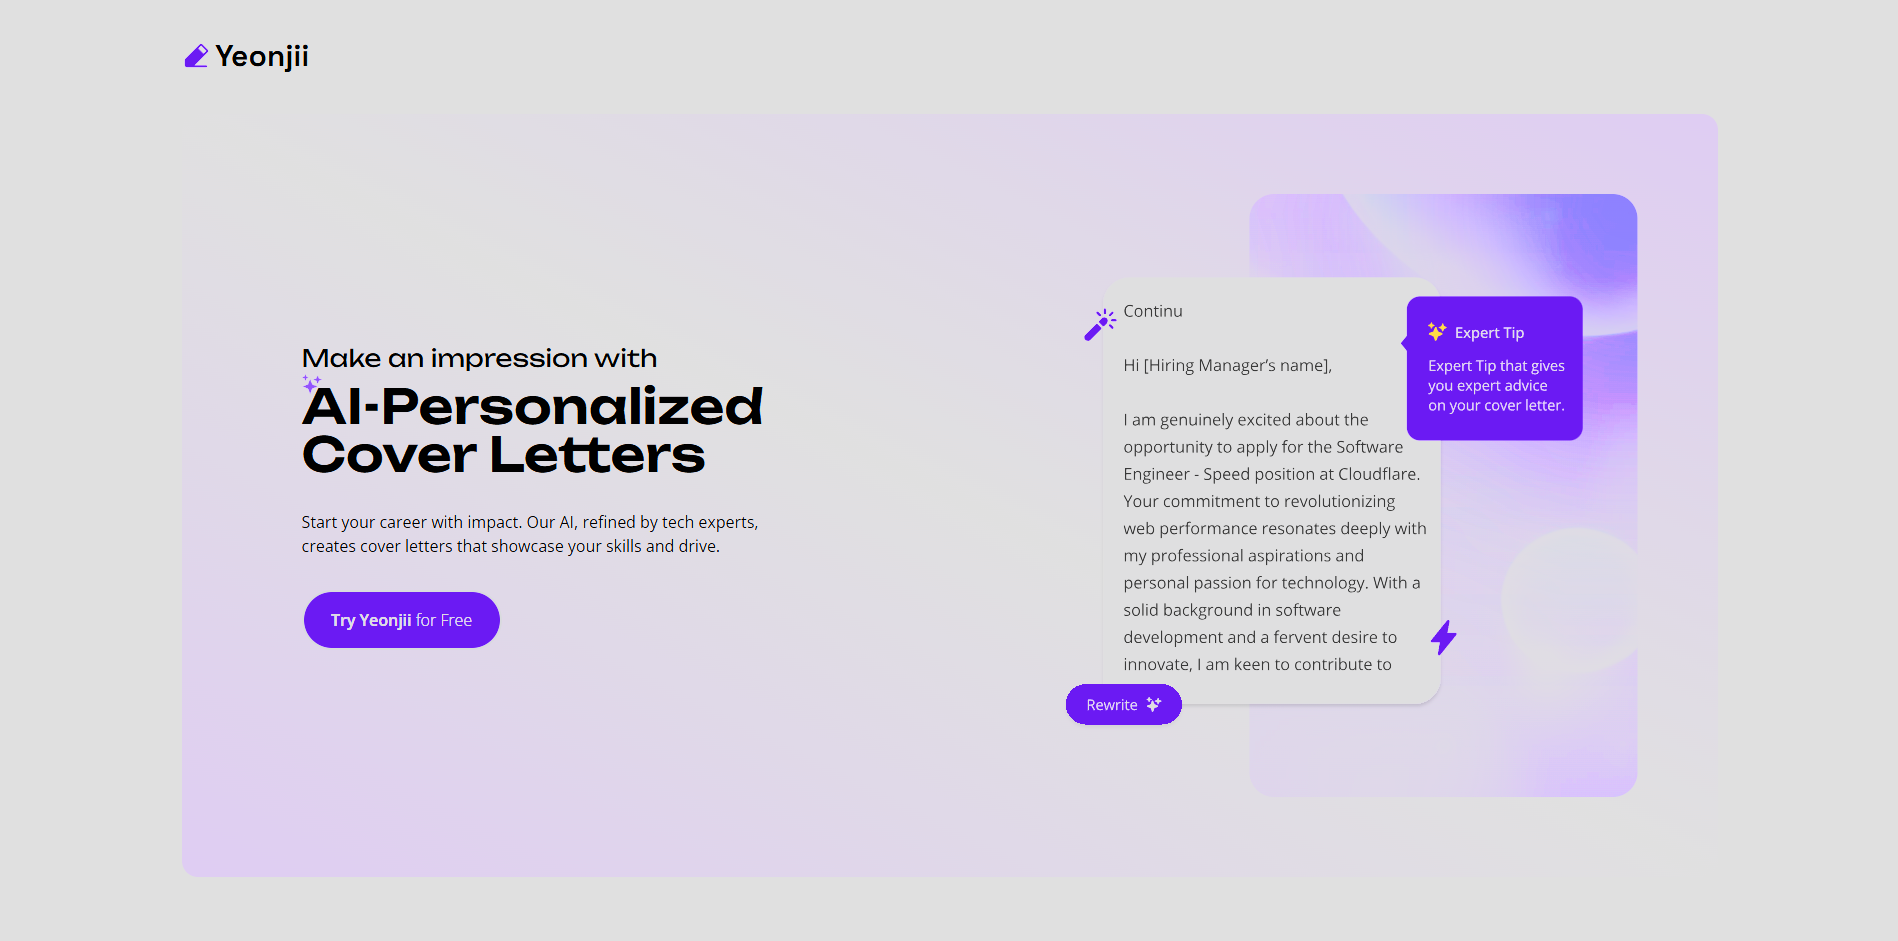 Yeonjii
Make an impression with
AI-Personalized
Cover Letters
Start your career with impact. Our AI, refined by tech experts,
creates cover letters that showcase your skills and drive.
Try Yeonjii for Free
Continu
Hi [Hiring Manager’s name],
I am genuinely excited about the
opportunity to apply for the Software
Engineer - Speed position at Cloudflare.
Your commitment to revolutionizing
web performance resonates deeply with
my professional aspirations and
personal passion for technology. With a
solid background in software
development and a fervent desire to
innovate, I am keen to contribute to
Expert Tip
Expert Tip that gives
you expert advice
on your cover letter.
Rewrite